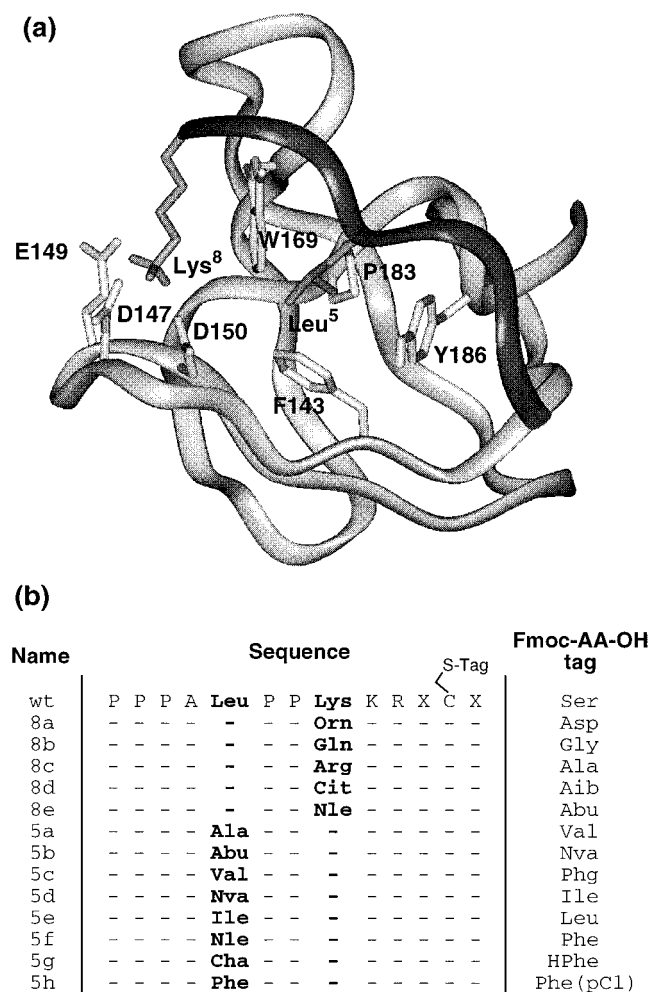 (a)
E149
Lys8
W169
P183
D147
D150
Leu5
Y186
F143
(b)
Name Sequence Fmoc-AA-OH tag
S-Tag
wt P P P A Leu P P Lys K R X C X Ser
8a - - - - - - - Orn - - - - - Asp
8b - - - - - - - Gln - - - - - Gly
8c - - - - - - - Arg - - - - - Ala
8d - - - - - - - Cit - - - - - Aib
8e - - - - - - - Nle - - - - - Abu
5a - - - - Ala - - - - - - - - Val
5b - - - - Abu - - - - - - - - Nva
5c - - - - Val - - - - - - - - Phg
5d - - - - Nva - - - - - - - - Ile
5e - - - - Ile - - - - - - - - Leu
5f - - - - Nle - - - - - - - - Phe
5g - - - - Cha - - - - - - - - HPhe
5h - - - - Phe - - - - - - - - Phe(pCl)